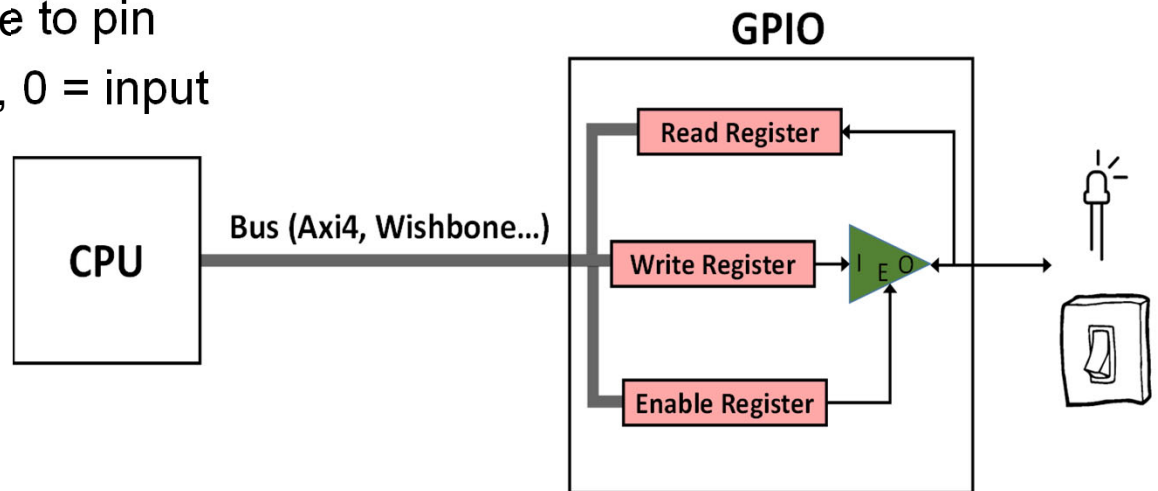 e to pin
, 0 = input
GPIO
Read Register
CPU
Bus (Axi4, Wishbone...)
Write Register
I E O
Enable Register